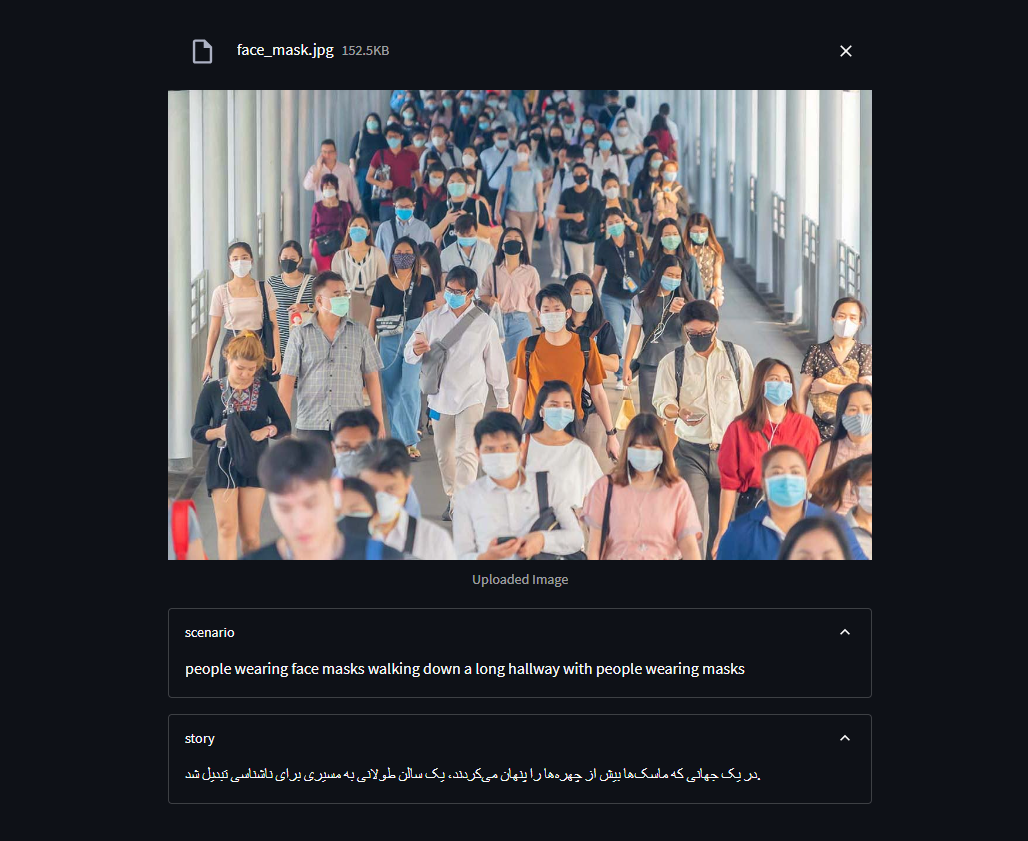 face_mask.jpg 152.5KB
Uploaded Image
scenario
people wearing face masks walking down a long hallway with people wearing masks
story
در یک جهانی که ماسک‌ها بیش از چهره‌ها را پنهان می‌کردند، یک سالن طولانی به مسیری برای ناشناسی تبدیل شد.